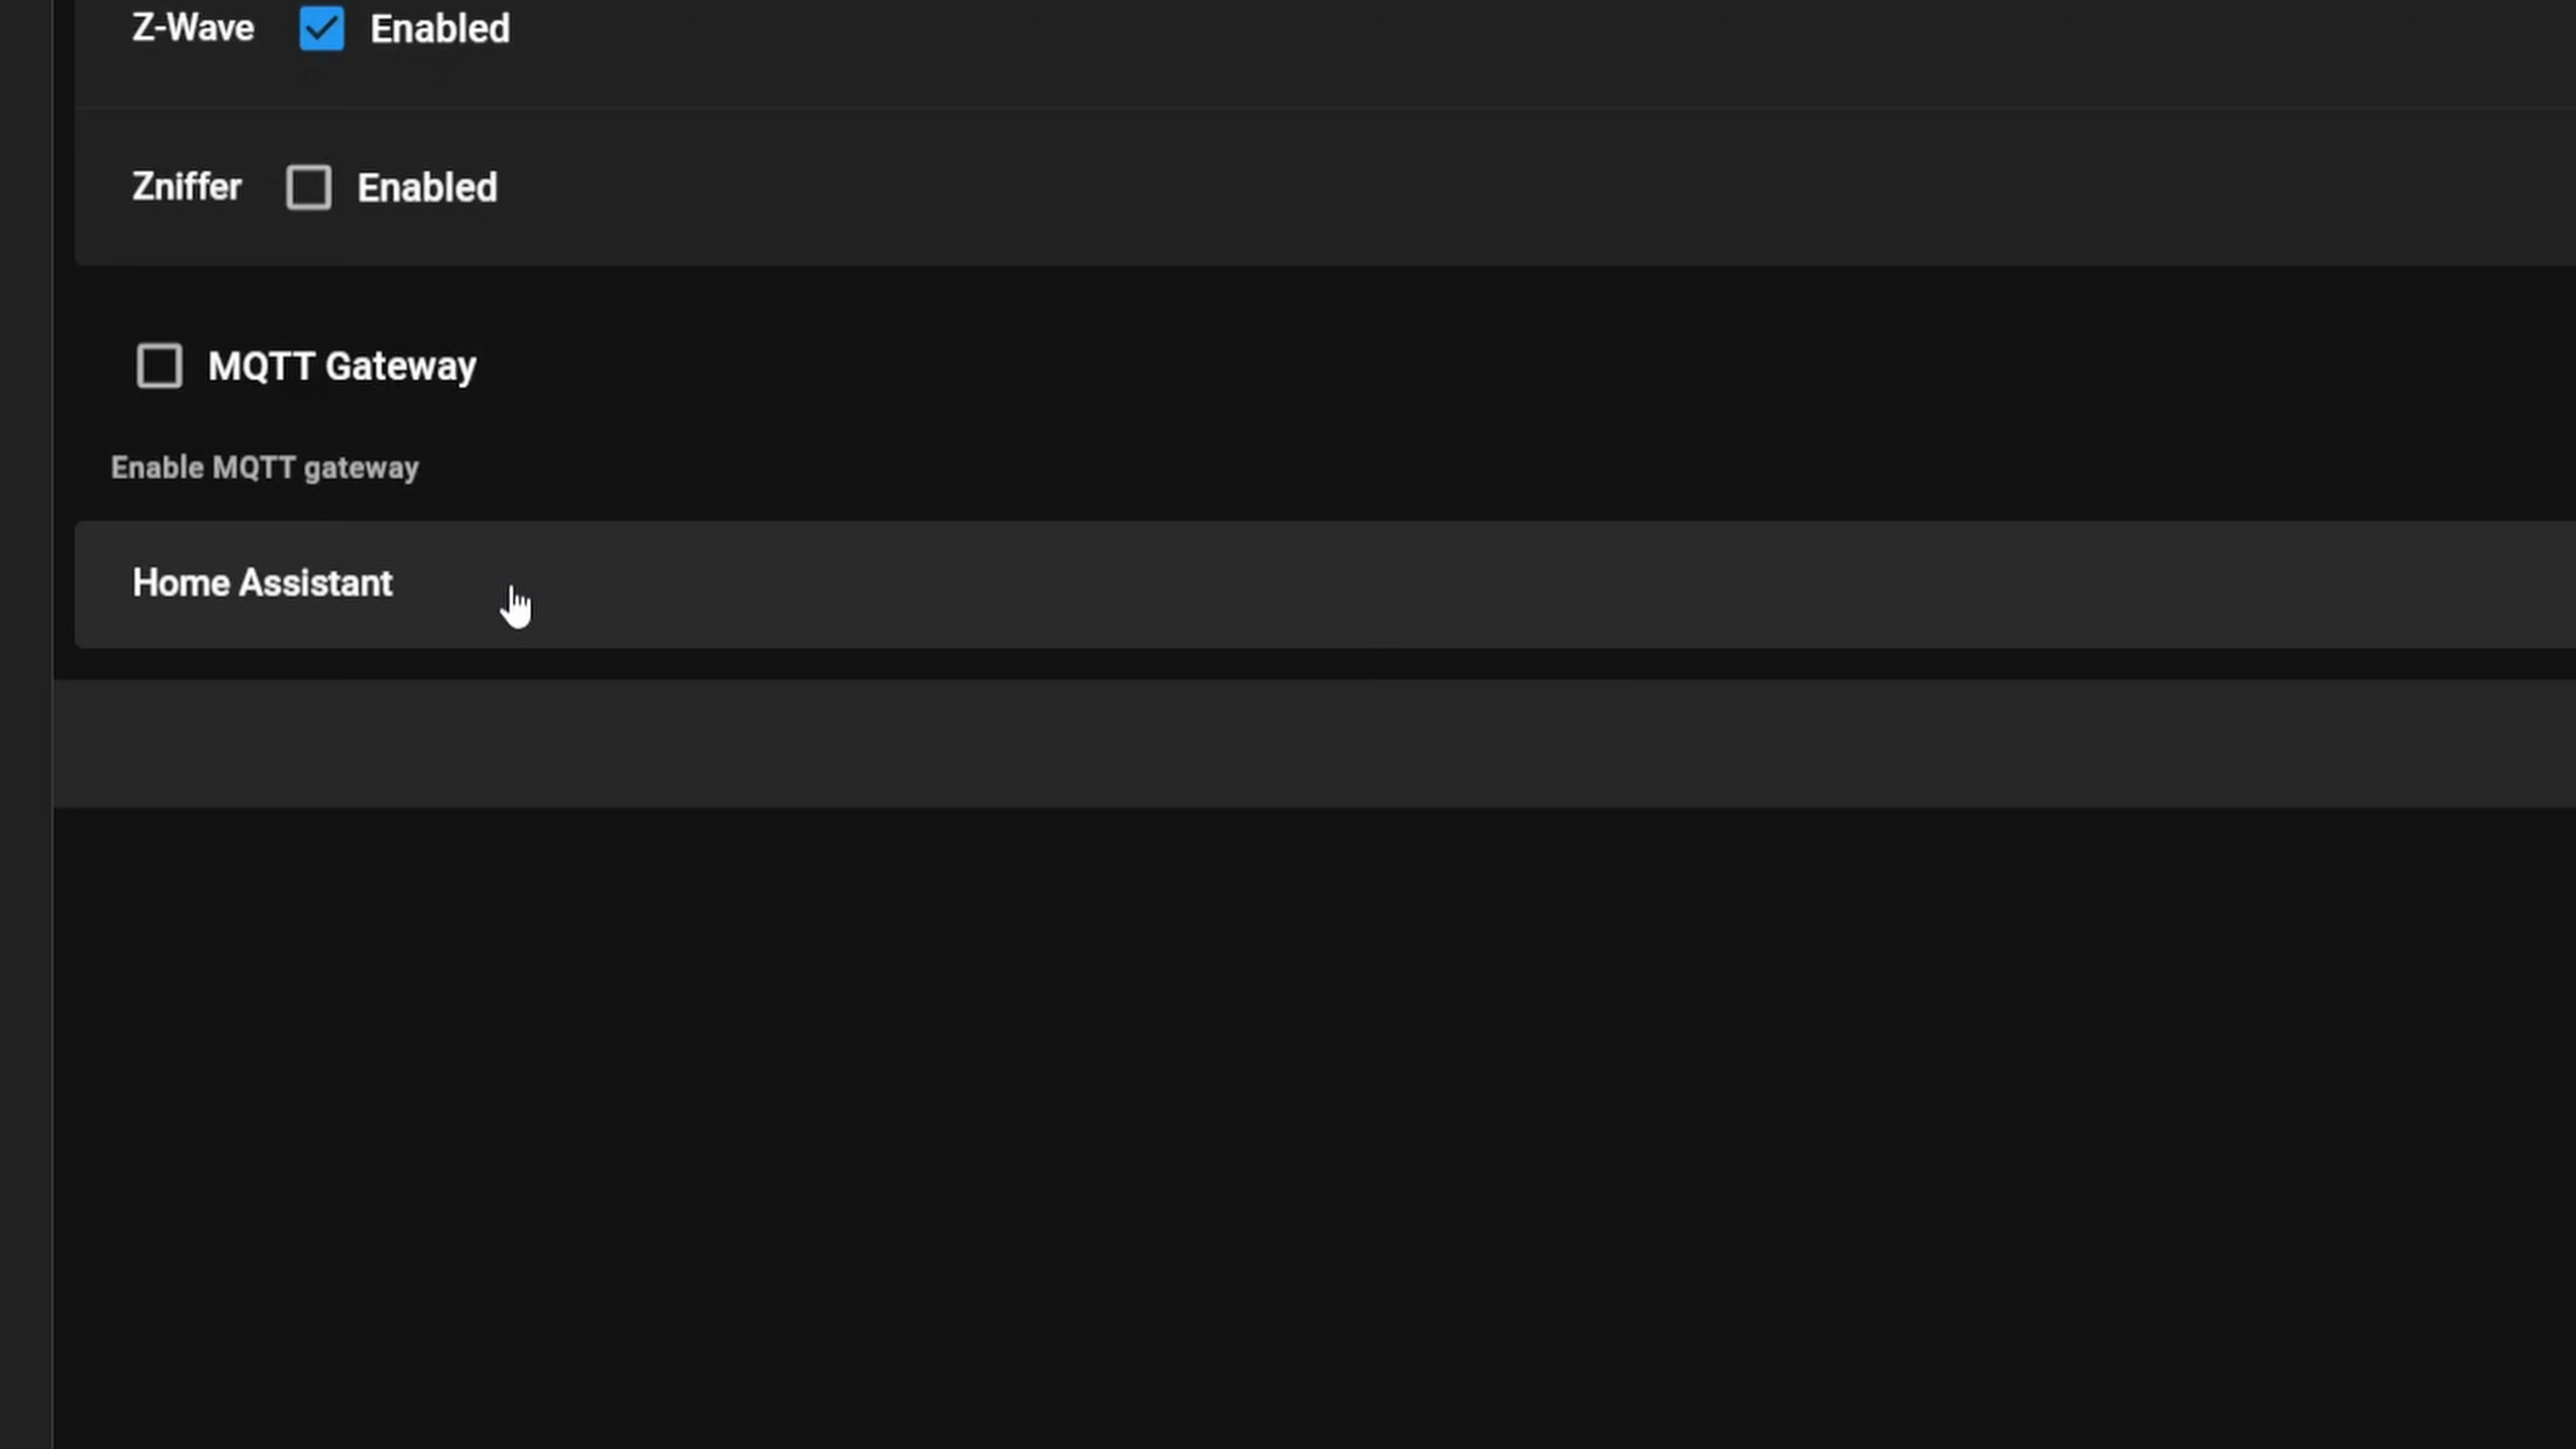 Z-Wave Enabled
Zniffer Enabled
MQTT Gateway
Enable MQTT gateway
Home Assistant